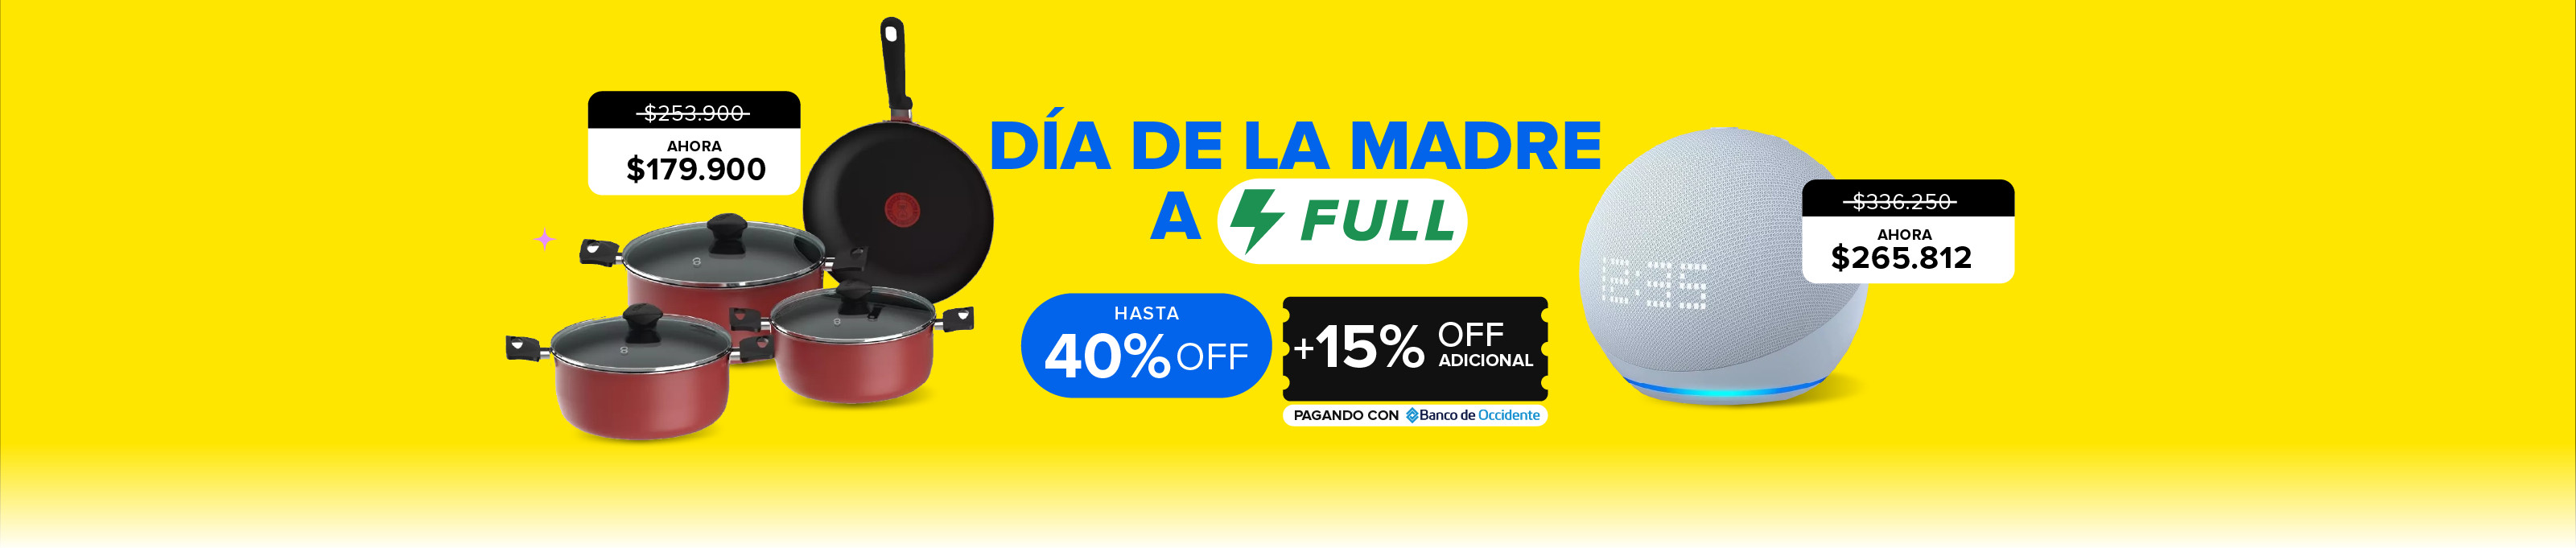 $253.900
AHORA
$179.900
DÍA DE LA MADRE
A FULL
HASTA
40% OFF
+15% OFF
ADICIONAL
PAGANDO CON Banco de Occidente
$336.250
AHORA
$265.812